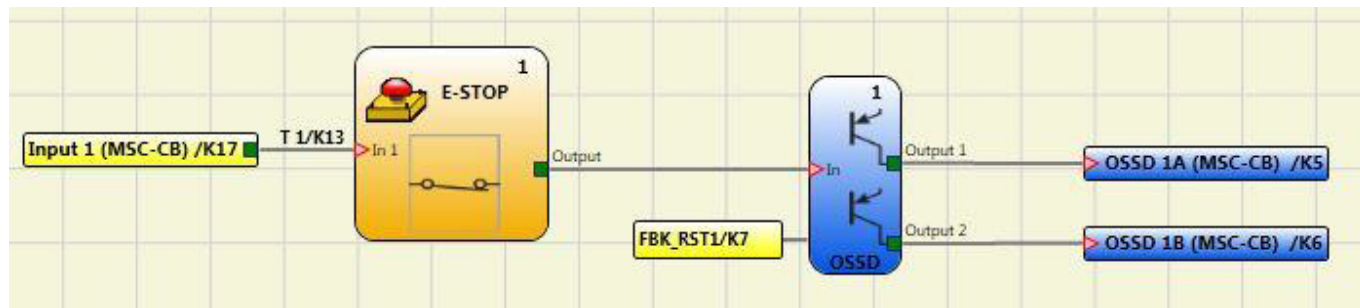 1
E-STOP
Input 1 (MSC-CB) /K17
T 1/K13
In 1
Output
1
In
Output 1
OSSD 1A (MSC-CB) /K5
FBK_RST1/K7
Output 2
OSSD 1B (MSC-CB) /K6
OSSD